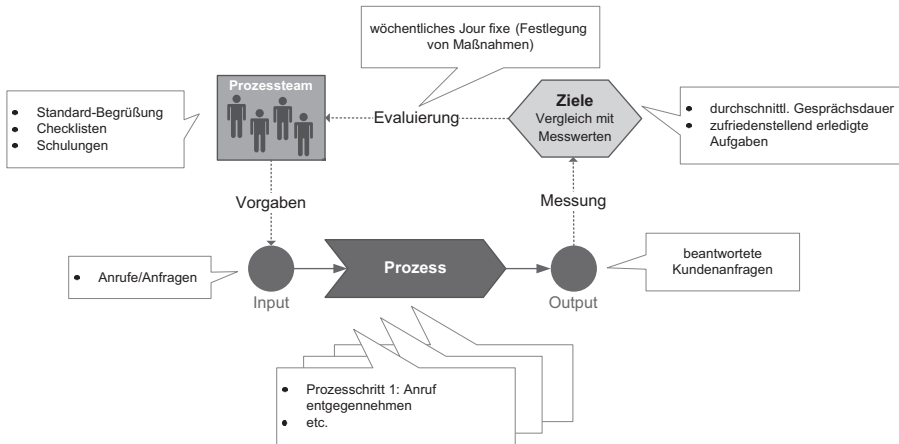 wöchentliches Jour fixe (Festlegung
von Maßnahmen)
Prozessteam
• Standard-Begrüßung
• Checklisten
• Schulungen
Evaluierung
Ziele
Vergleich mit
Messwerten
• durchschnittl. Gesprächsdauer
• zufriedenstellend erledigte
Aufgaben
Vorgaben
Messung
• Anrufe/Anfragen
Input
Prozess
Output
beantwortete
Kundenanfragen
• Prozesschritt 1: Anruf
entgegennehmen
• etc.